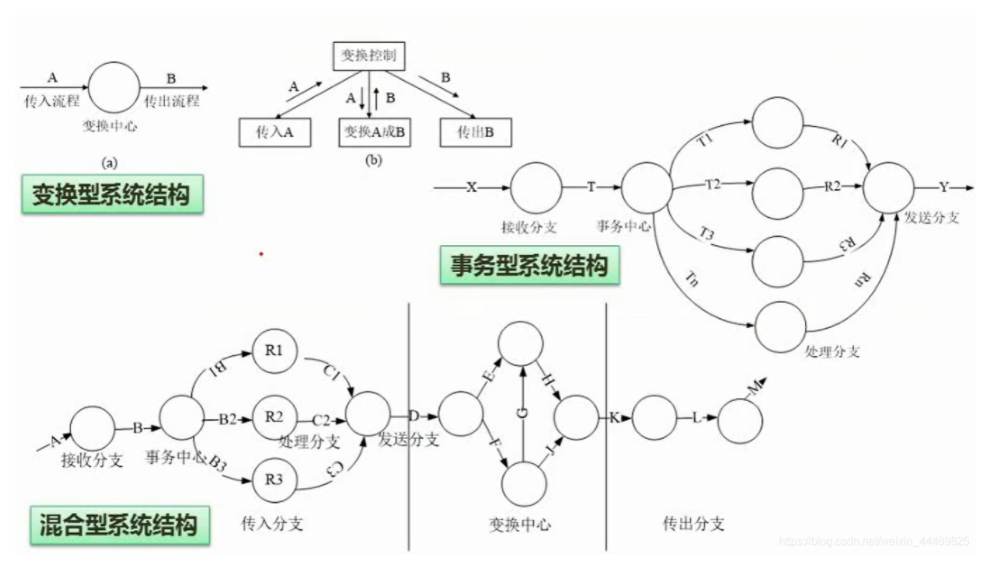 A
传入流程
B
传出流程
变换中心
(a)
变换控制
A
A
B
B
传入A
变换A成B
传出B
(b)
变换型系统结构
X
接收分支
T
事务中心
T1
T2
T3
Tn
R1
R2
R3
Rn
处理分支
发送分支
Y
事务型系统结构
A
接收分支
B
事务中心
B1
B2
B3
R1
R2
R3
处理分支
C1
C2
C3
发送分支
传入分支
D
E
F
G
H
J
变换中心
K
L
M
传出分支
混合型系统结构
https://blog.csdn.net/weixin_44489825